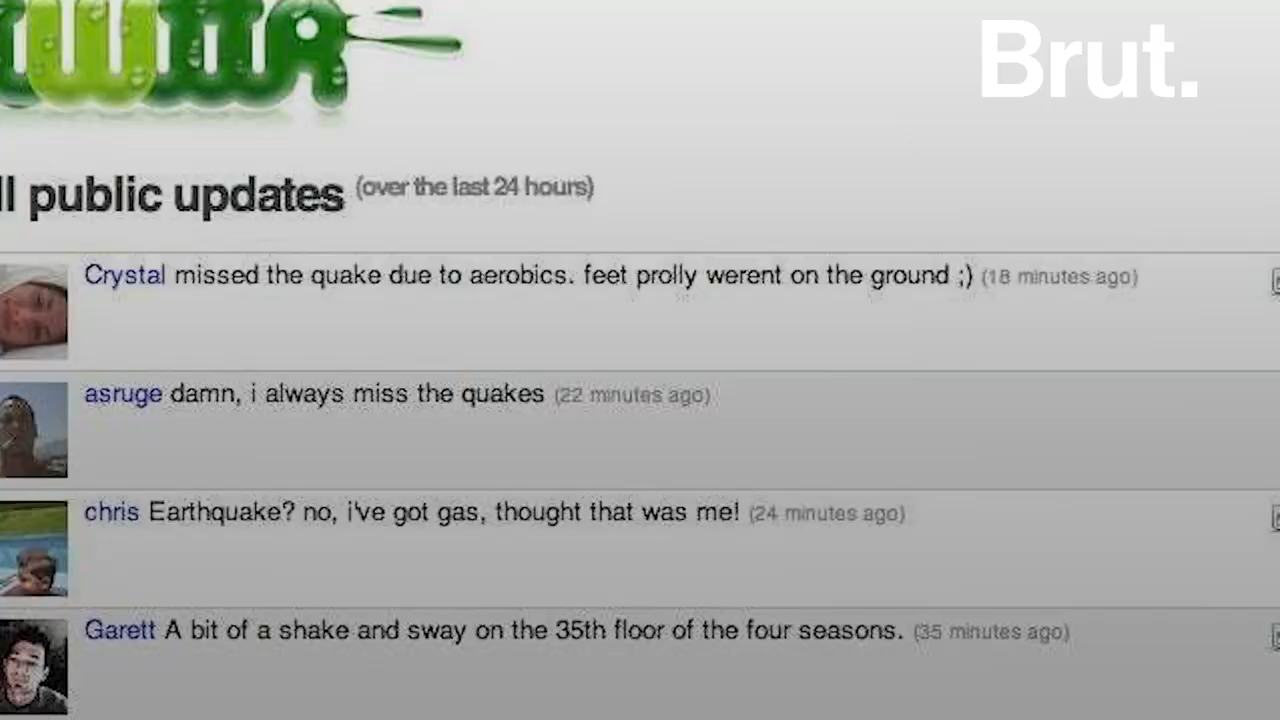 Brut.
ll public updates (over the last 24 hours)
Crystal missed the quake due to aerobics. feet prolly werent on the ground ;) (18 minutes ago)
asruge damn, i always miss the quakes (22 minutes ago)
chris Earthquake? no, i've got gas, thought that was me! (24 minutes ago)
Garett A bit of a shake and sway on the 35th floor of the four seasons. (35 minutes ago)